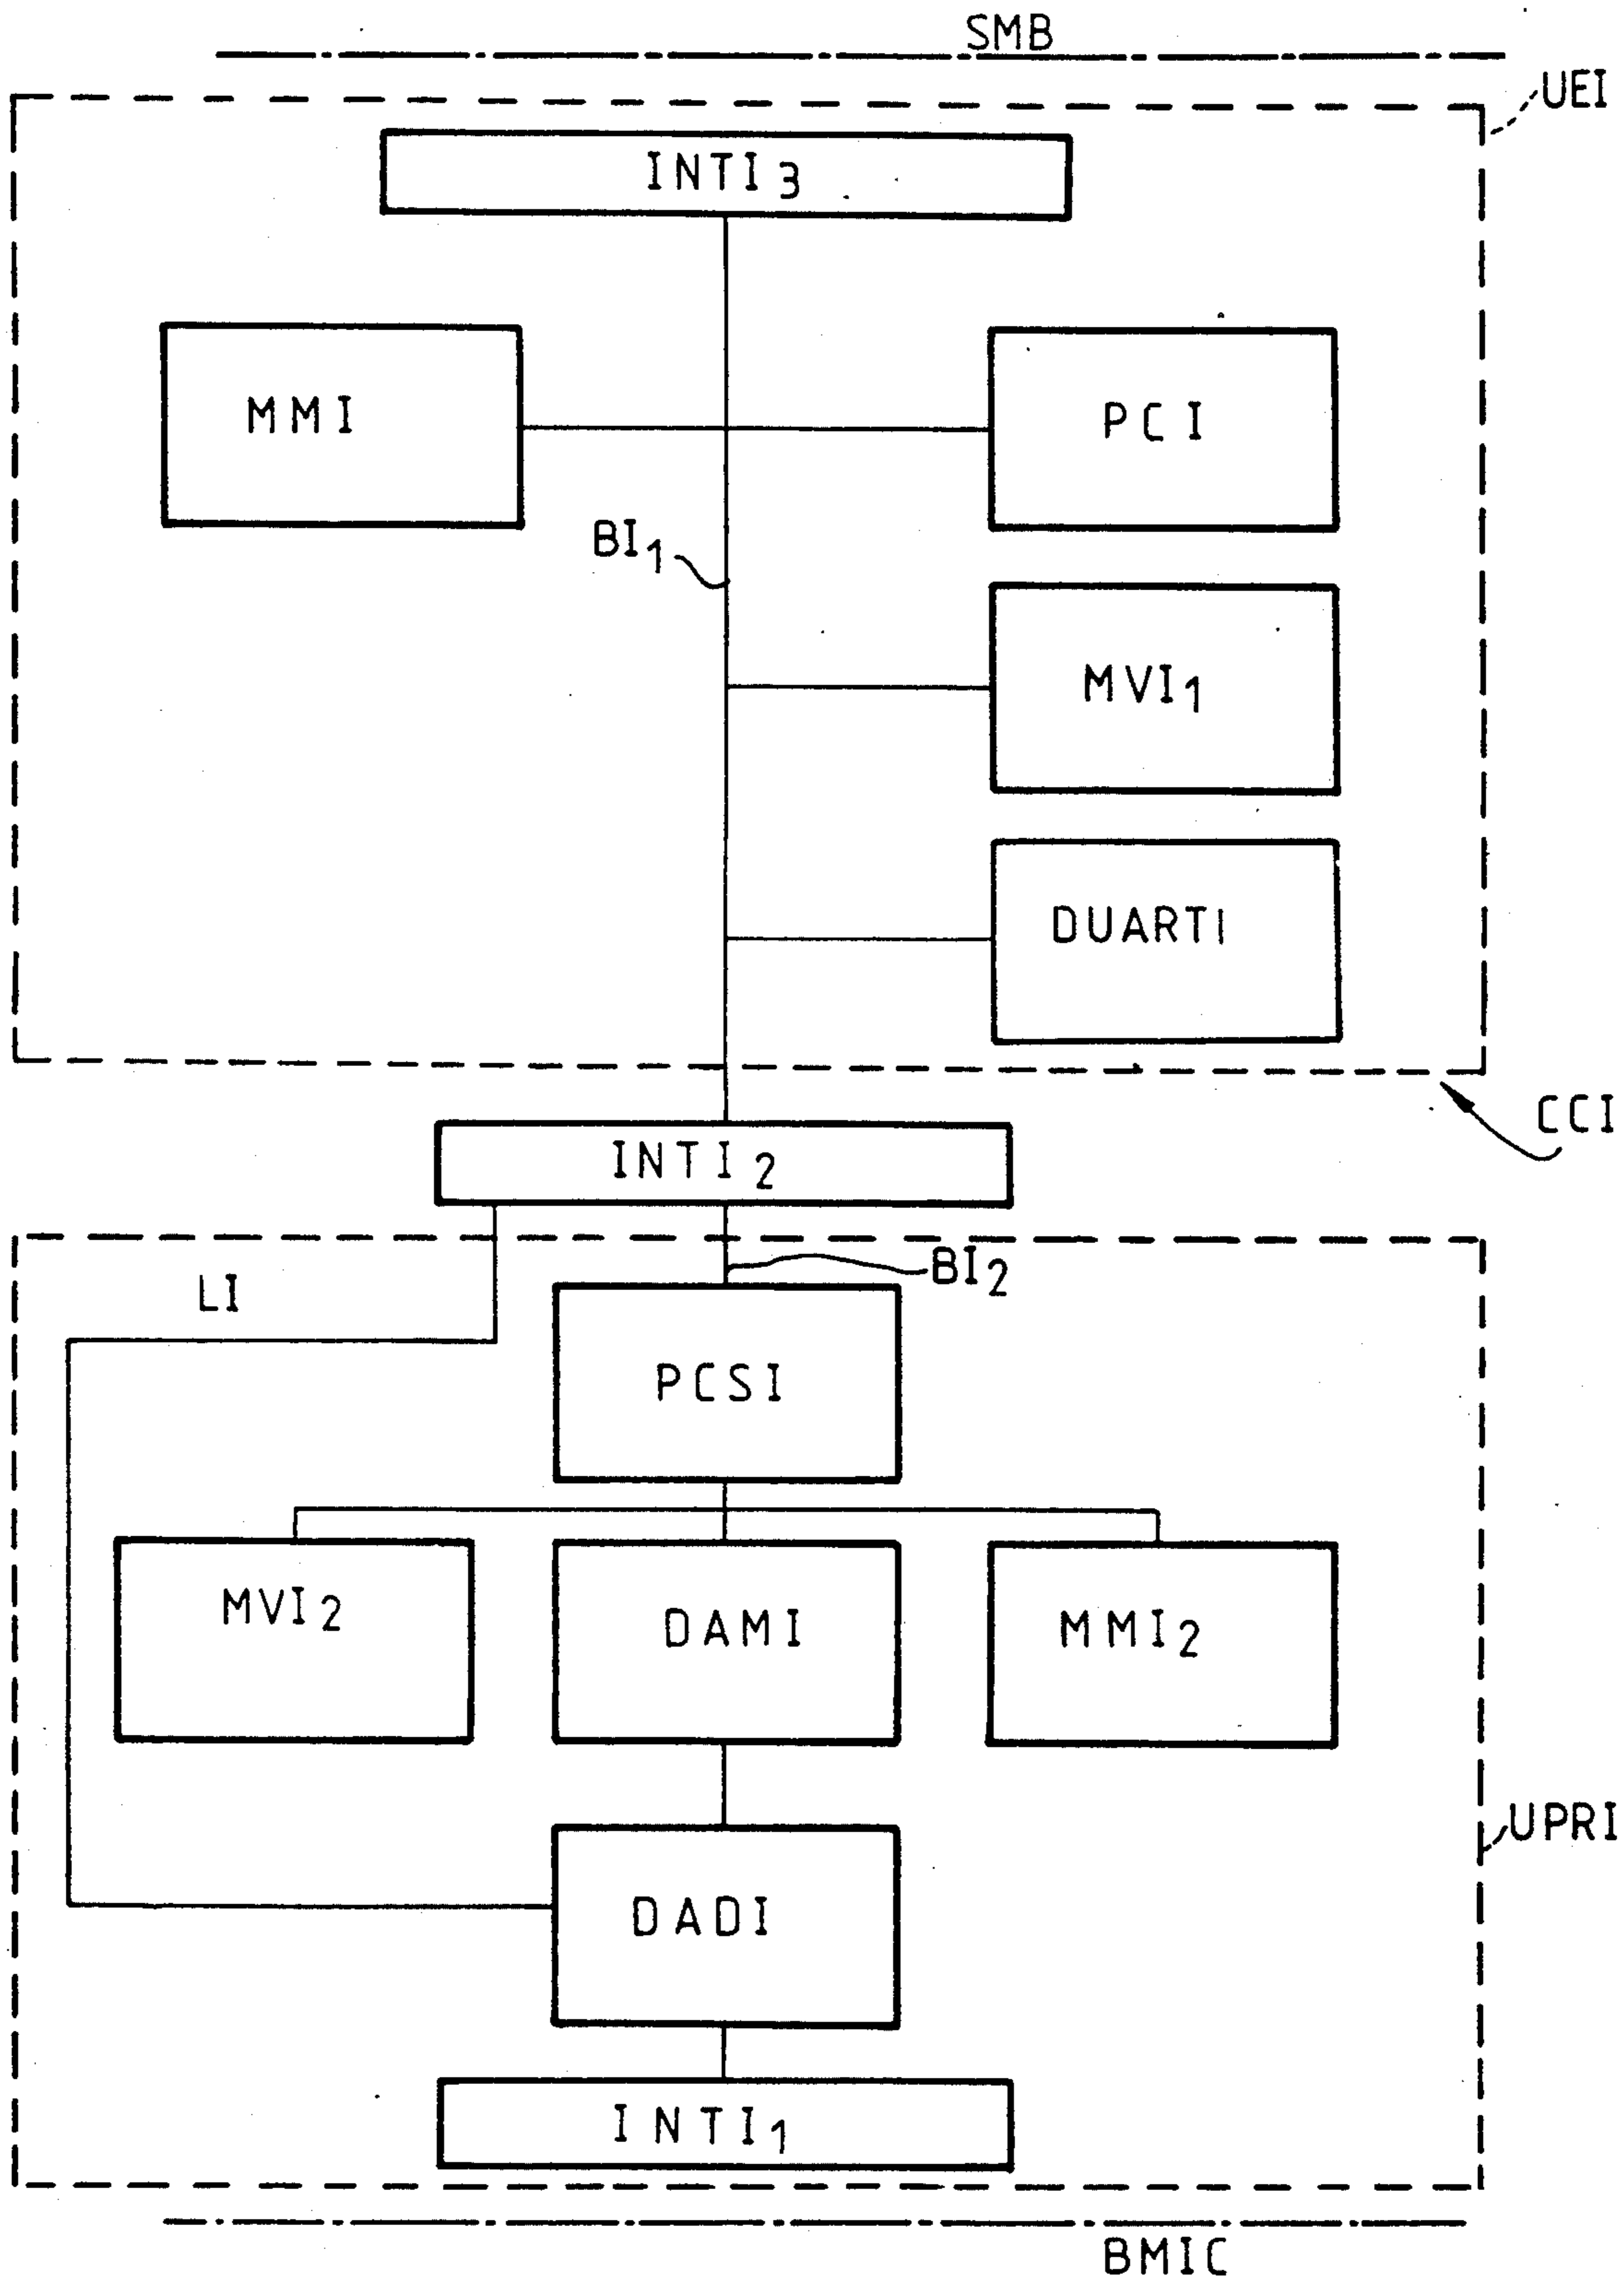 SMB
UEI
INTI3
MMI
PCI
BI1
MVI1
DUARTI
CCI
INTI2
BI2
LI
PCSI
MVI2
DAMI
MMI2
UPRI
DADI
INTI1
BMIC